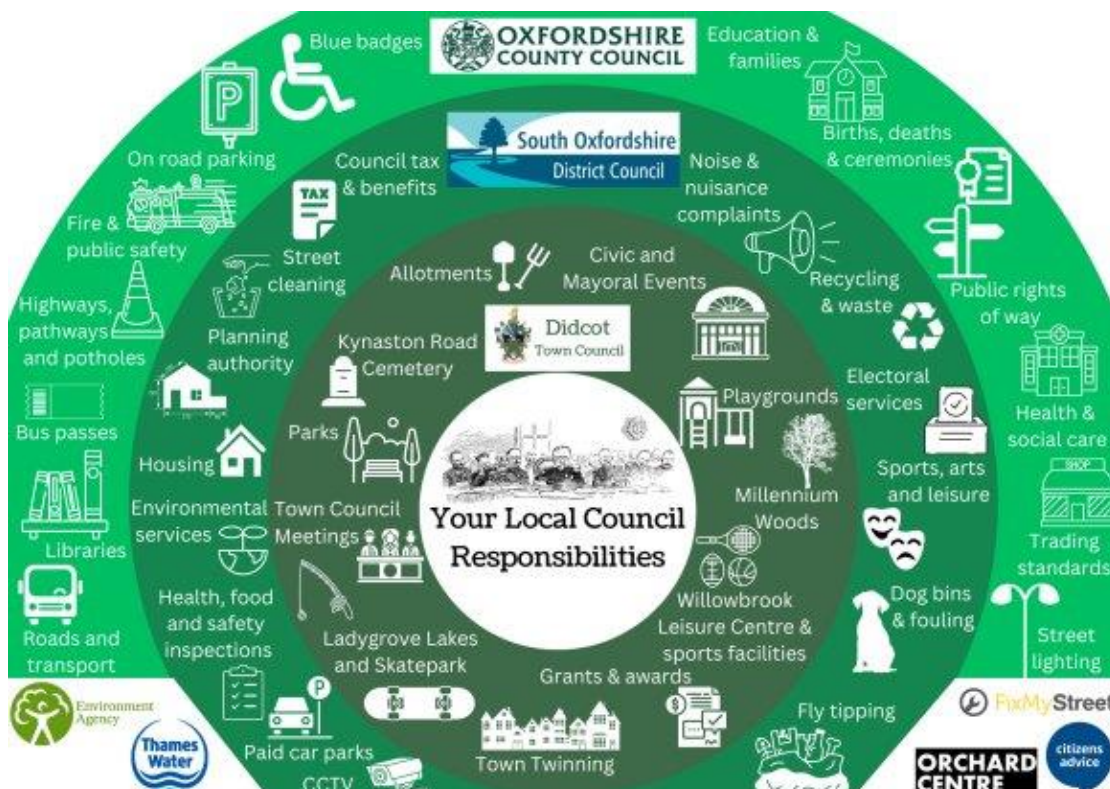 Blue badges
OXFORDSHIRE
COUNTY COUNCIL
Education &
families
P
On road parking
Births, deaths
& ceremonies
Fire &
public safety
Public rights
of way
Highways,
pathways
and potholes
Health &
social care
Bus passes
SHOP
Trading
standards
Libraries
Street
lighting
Roads and
transport
South Oxfordshire
District Council
Council tax
& benefits
TAX
Noise &
nuisance
complaints
Street
cleaning
Recycling
& waste
Planning
authority
Electoral
services
Housing
Sports, arts
and leisure
Environmental
services
Dog bins
& fouling
Health, food
and safety
inspections
P
Paid car parks
CCTV
Fly tipping
Allotments
Civic and
Mayoral Events
Didcot
Town Council
Kynaston Road
Cemetery
Playgrounds
Parks
Millennium
Woods
Town Council
Meetings
Willowbrook
Leisure Centre &
sports facilities
Ladygrove Lakes
and Skatepark
Grants & awards
$
Town Twinning
Your Local Council
Responsibilities
Environment
Agency
Thames
Water
FixMyStreet
ORCHARD
CENTRE
citizens
advice